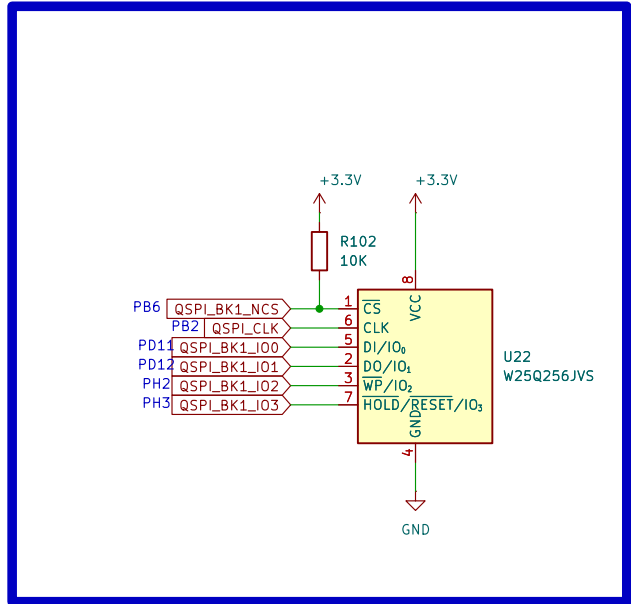 +3.3V +3.3V
R102
10K
8
VCC
PB6 QSPI_BK1_NCS 1 CS
PB2 QSPI_CLK 6 CLK
PD11 QSPI_BK1_IO0 5 DI/IO₀
PD12 QSPI_BK1_IO1 2 DO/IO₁
PH2 QSPI_BK1_IO2 3 WP/IO₂
PH3 QSPI_BK1_IO3 7 HOLD/RESET/IO₃
U22
W25Q256JVS
GND
4
GND